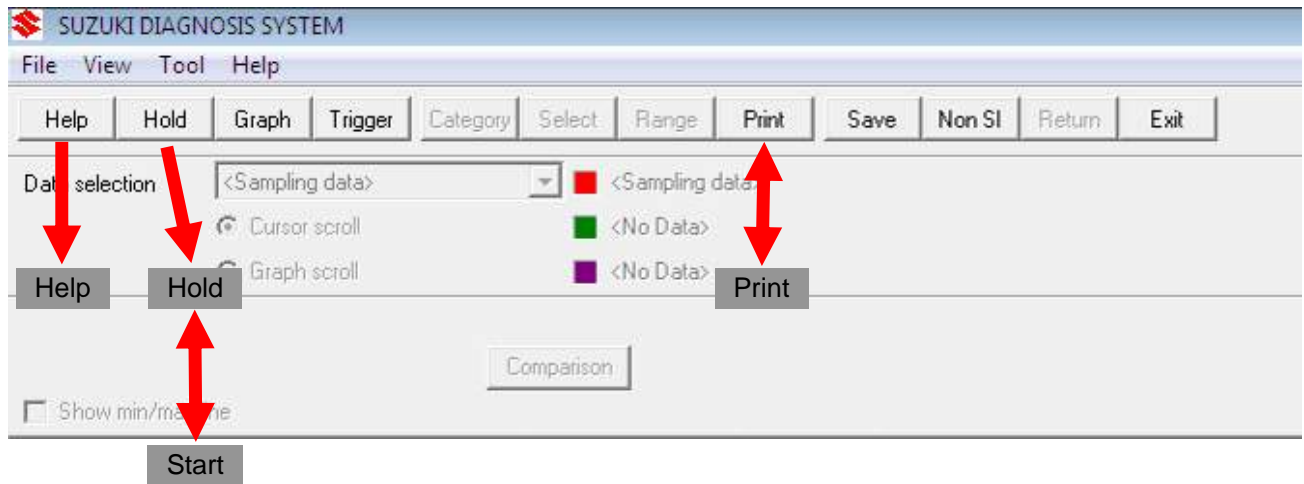 SUZUKI DIAGNOSIS SYSTEM
File View Tool Help
Help Hold Graph Trigger Category Select Range Print Save Non SI Return Exit
Data selection <Sampling data> <Sampling data>
Cursor scroll <No Data>
Graph scroll <No Data>
Help Hold Print
Comparison
Show min/max line
Start